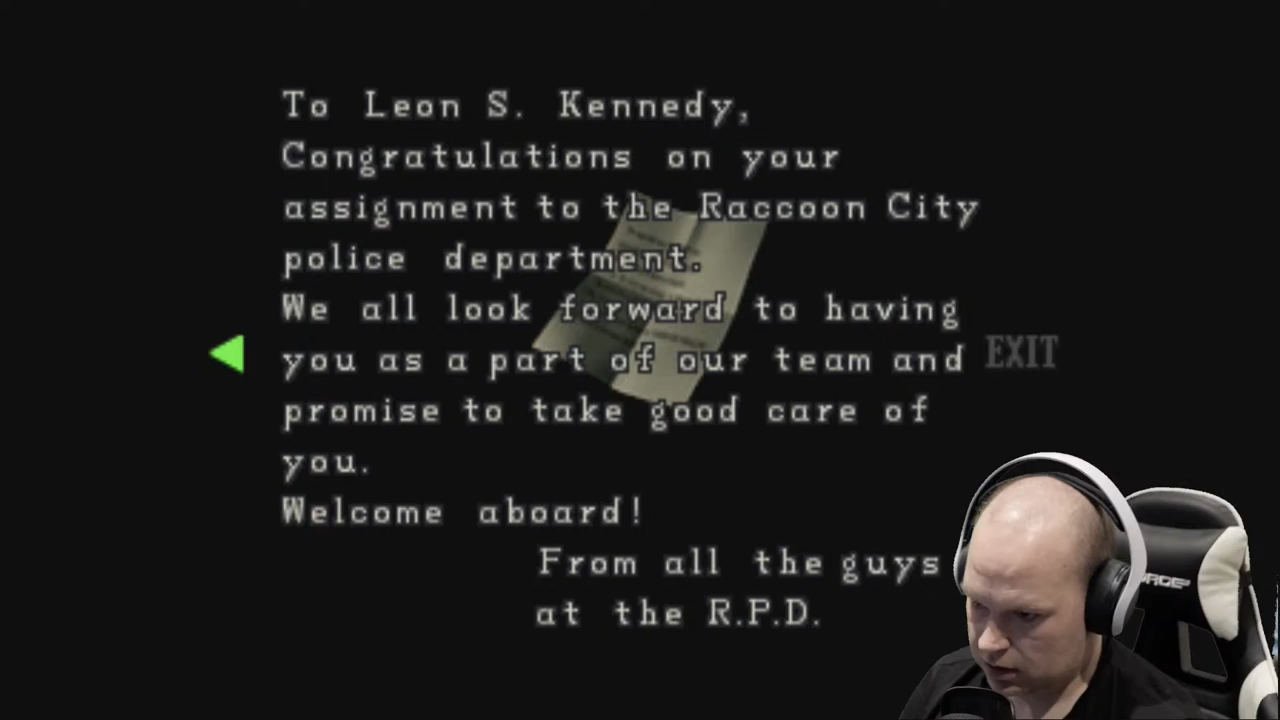 To Leon S. Kennedy,
Congratulations on your
assignment to the Raccoon City
police department.
We all look forward to having
you as a part of our team and
promise to take good care of
you.
Welcome aboard!
From all the guys
at the R.P.D.
EXIT